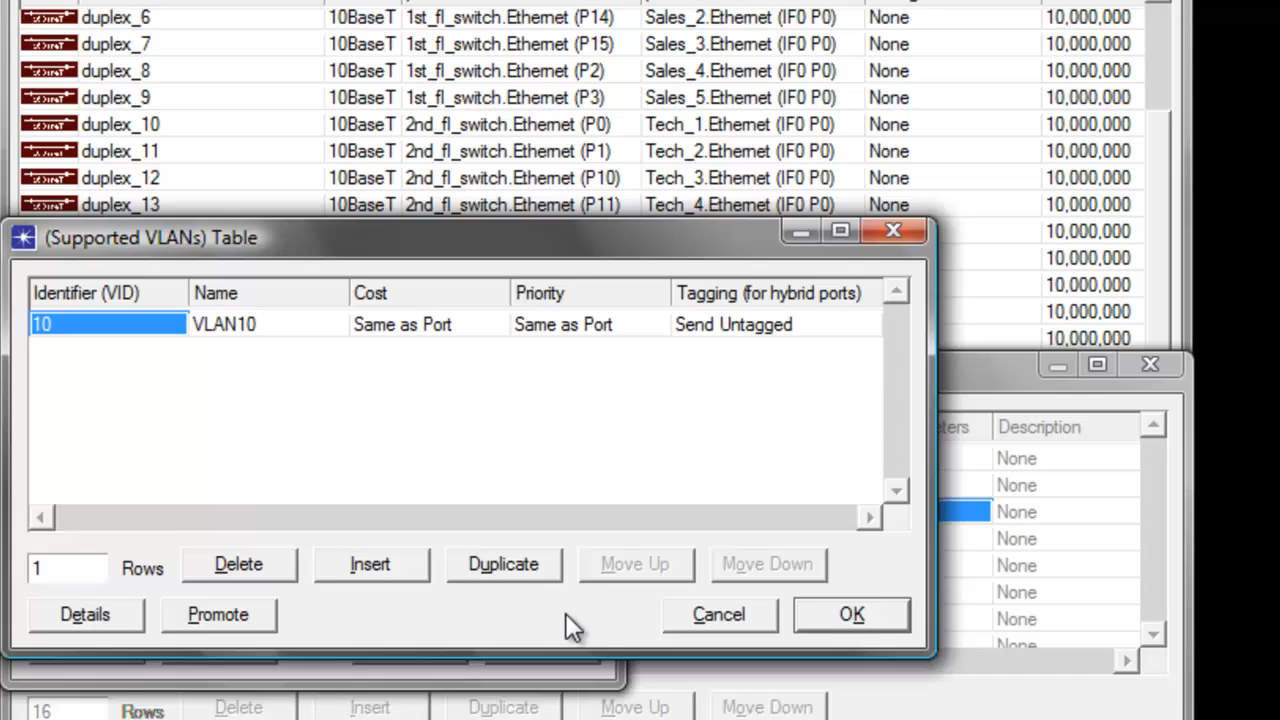 duplex_6 10BaseT 1st_fl_switch.Ethernet (P14) Sales_2.Ethernet (IF0 P0) None 10,000,000
duplex_7 10BaseT 1st_fl_switch.Ethernet (P15) Sales_3.Ethernet (IF0 P0) None 10,000,000
duplex_8 10BaseT 1st_fl_switch.Ethernet (P2) Sales_4.Ethernet (IF0 P0) None 10,000,000
duplex_9 10BaseT 1st_fl_switch.Ethernet (P3) Sales_5.Ethernet (IF0 P0) None 10,000,000
duplex_10 10BaseT 2nd_fl_switch.Ethernet (P0) Tech_1.Ethernet (IF0 P0) None 10,000,000
duplex_11 10BaseT 2nd_fl_switch.Ethernet (P1) Tech_2.Ethernet (IF0 P0) None 10,000,000
duplex_12 10BaseT 2nd_fl_switch.Ethernet (P10) Tech_3.Ethernet (IF0 P0) None 10,000,000
duplex_13 10BaseT 2nd_fl_switch.Ethernet (P11) Tech_4.Ethernet (IF0 P0) None 10,000,000
10,000,000
10,000,000
10,000,000
10,000,000
10,000,000
(Supported VLANs) Table
Identifier (VID) Name Cost Priority Tagging (for hybrid ports)
10 VLAN10 Same as Port Same as Port Send Untagged
1 Rows Delete Insert Duplicate Move Up Move Down
Details Promote Cancel OK
Description
None
None
None
None
None
None
None
None
16 Rows Delete Insert Duplicate Move Up Move Down